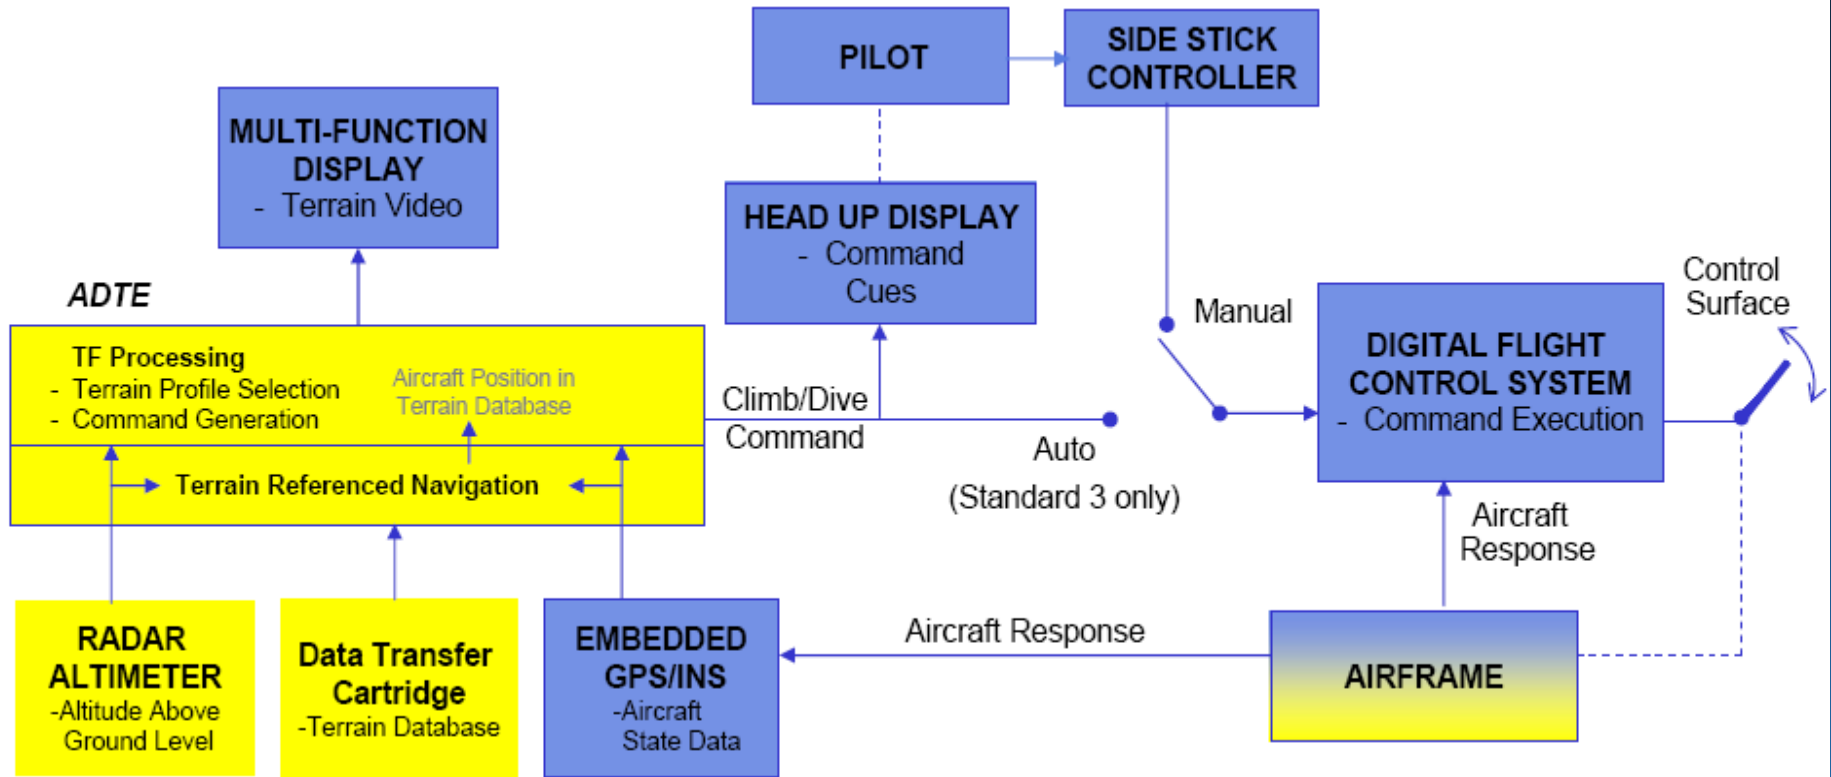 PILOT
SIDE STICK
CONTROLLER
MULTI-FUNCTION
DISPLAY
- Terrain Video
HEAD UP DISPLAY
- Command
Cues
ADTE
TF Processing
- Terrain Profile Selection
- Command Generation
Aircraft Position in
Terrain Database
Terrain Referenced Navigation
Climb/Dive
Command
Manual
Auto
(Standard 3 only)
DIGITAL FLIGHT
CONTROL SYSTEM
- Command Execution
Control
Surface
Aircraft
Response
RADAR
ALTIMETER
-Altitude Above
Ground Level
Data Transfer
Cartridge
-Terrain Database
EMBEDDED
GPS/INS
-Aircraft
State Data
Aircraft Response
AIRFRAME